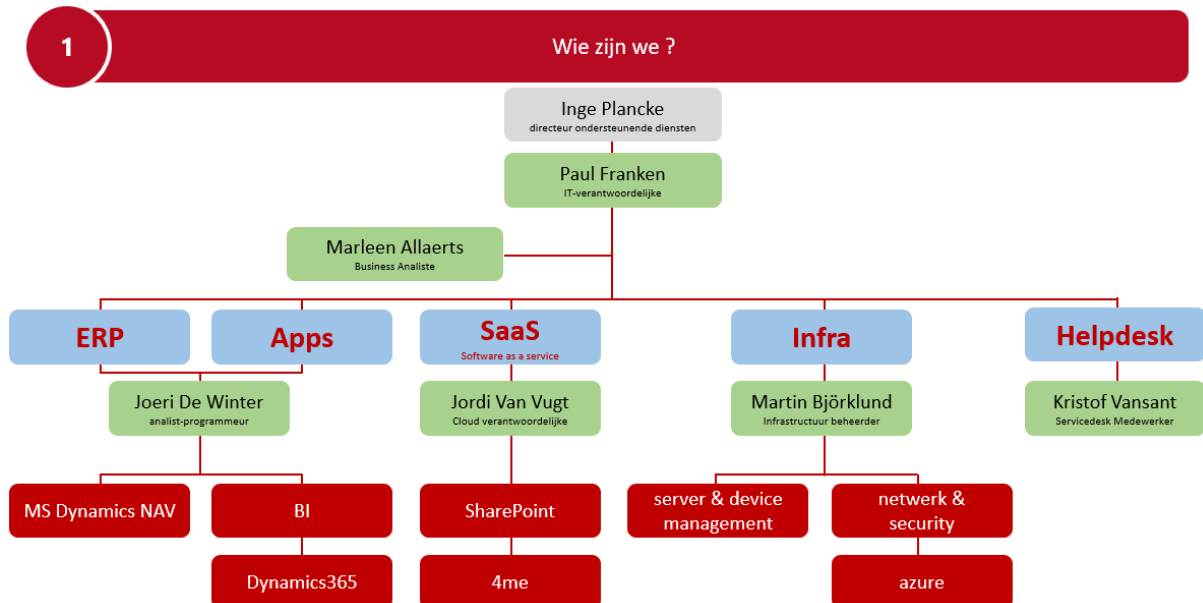 1
Wie zijn we ?
Inge Plancke
directeur ondersteunende diensten
Paul Franken
IT-verantwoordelijke
Marleen Allaerts
Business Analiste
ERP
Apps
SaaS
Software as a service
Infra
Helpdesk
Joeri De Winter
analist-programmeur
Jordi Van Vugt
Cloud verantwoordelijke
Martin Björklund
Infrastructuur beheerder
Kristof Vansant
Servicedesk Medewerker
MS Dynamics NAV
BI
SharePoint
server & device
management
netwerk &
security
Dynamics365
4me
azure